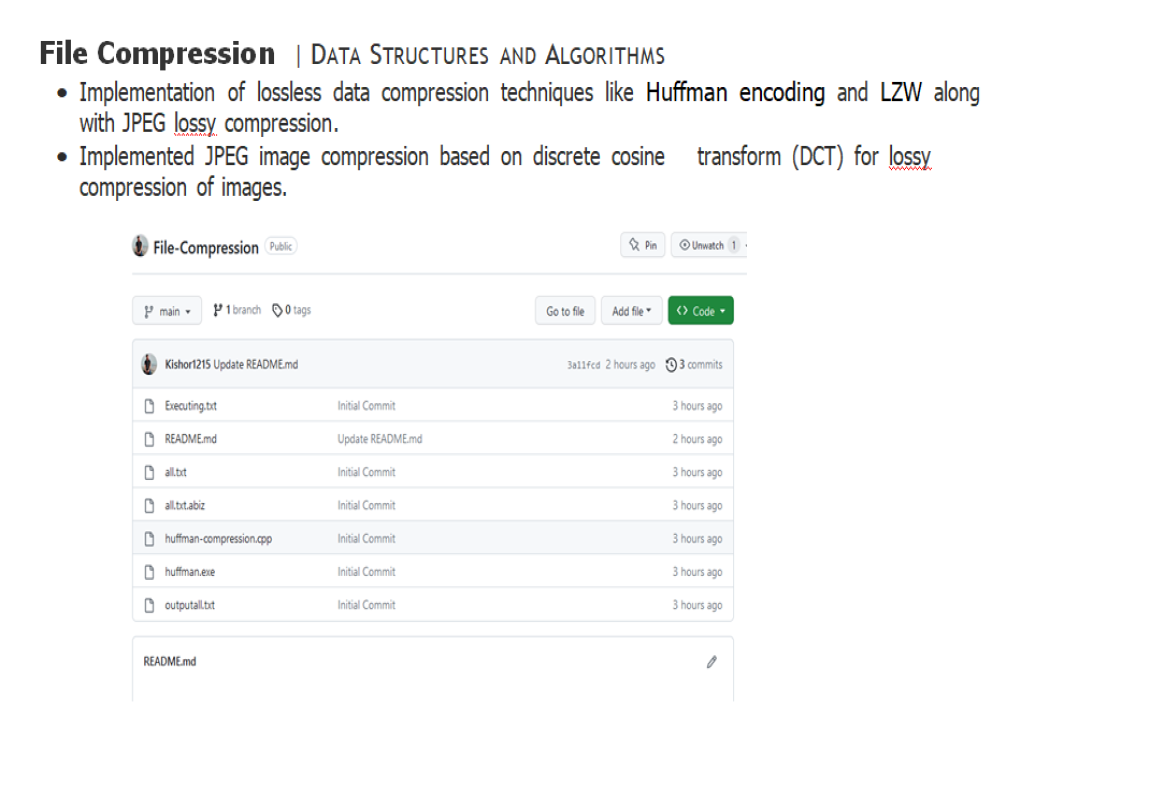 File Compression | DATA STRUCTURES AND ALGORITHMS
• Implementation of lossless data compression techniques like Huffman encoding and LZW along
with JPEG lossy compression.
• Implemented JPEG image compression based on discrete cosine transform (DCT) for lossy
compression of images.
File-Compression Public Pin Unwatch 1
main 1 branch 0 tags Go to file Add file Code
Kishor1215 Update README.md 3a11fcd 2 hours ago 3 commits
Executing.txt Initial Commit 3 hours ago
README.md Update README.md 2 hours ago
all.txt Initial Commit 3 hours ago
all.txt.abiz Initial Commit 3 hours ago
huffman-compression.cpp Initial Commit 3 hours ago
huffman.exe Initial Commit 3 hours ago
outputall.txt Initial Commit 3 hours ago
README.md